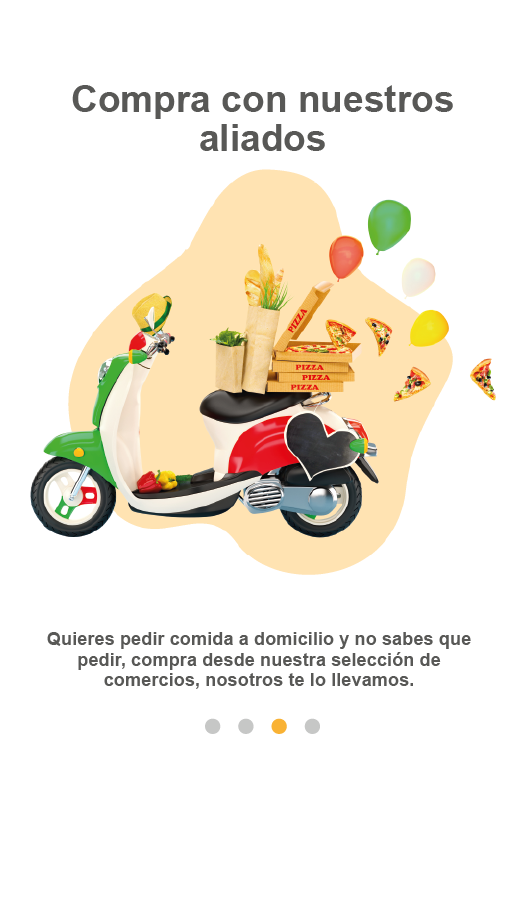 Compra con nuestros
aliados
PIZZA
PIZZA
PIZZA
PIZZA
Quieres pedir comida a domicilio y no sabes que
pedir, compra desde nuestra selección de
comercios, nosotros te lo llevamos.